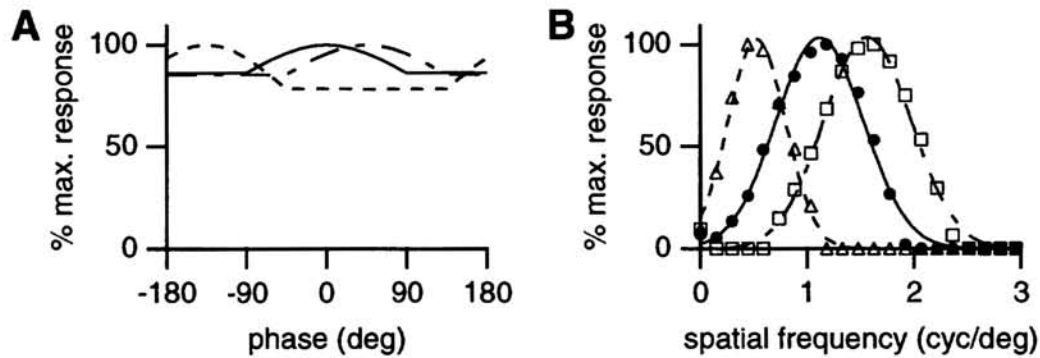 A
% max. response
100
50
0
-180 -90 0 90 180
phase (deg)
B
% max. response
100
50
0
0 1 2 3
spatial frequency (cyc/deg)